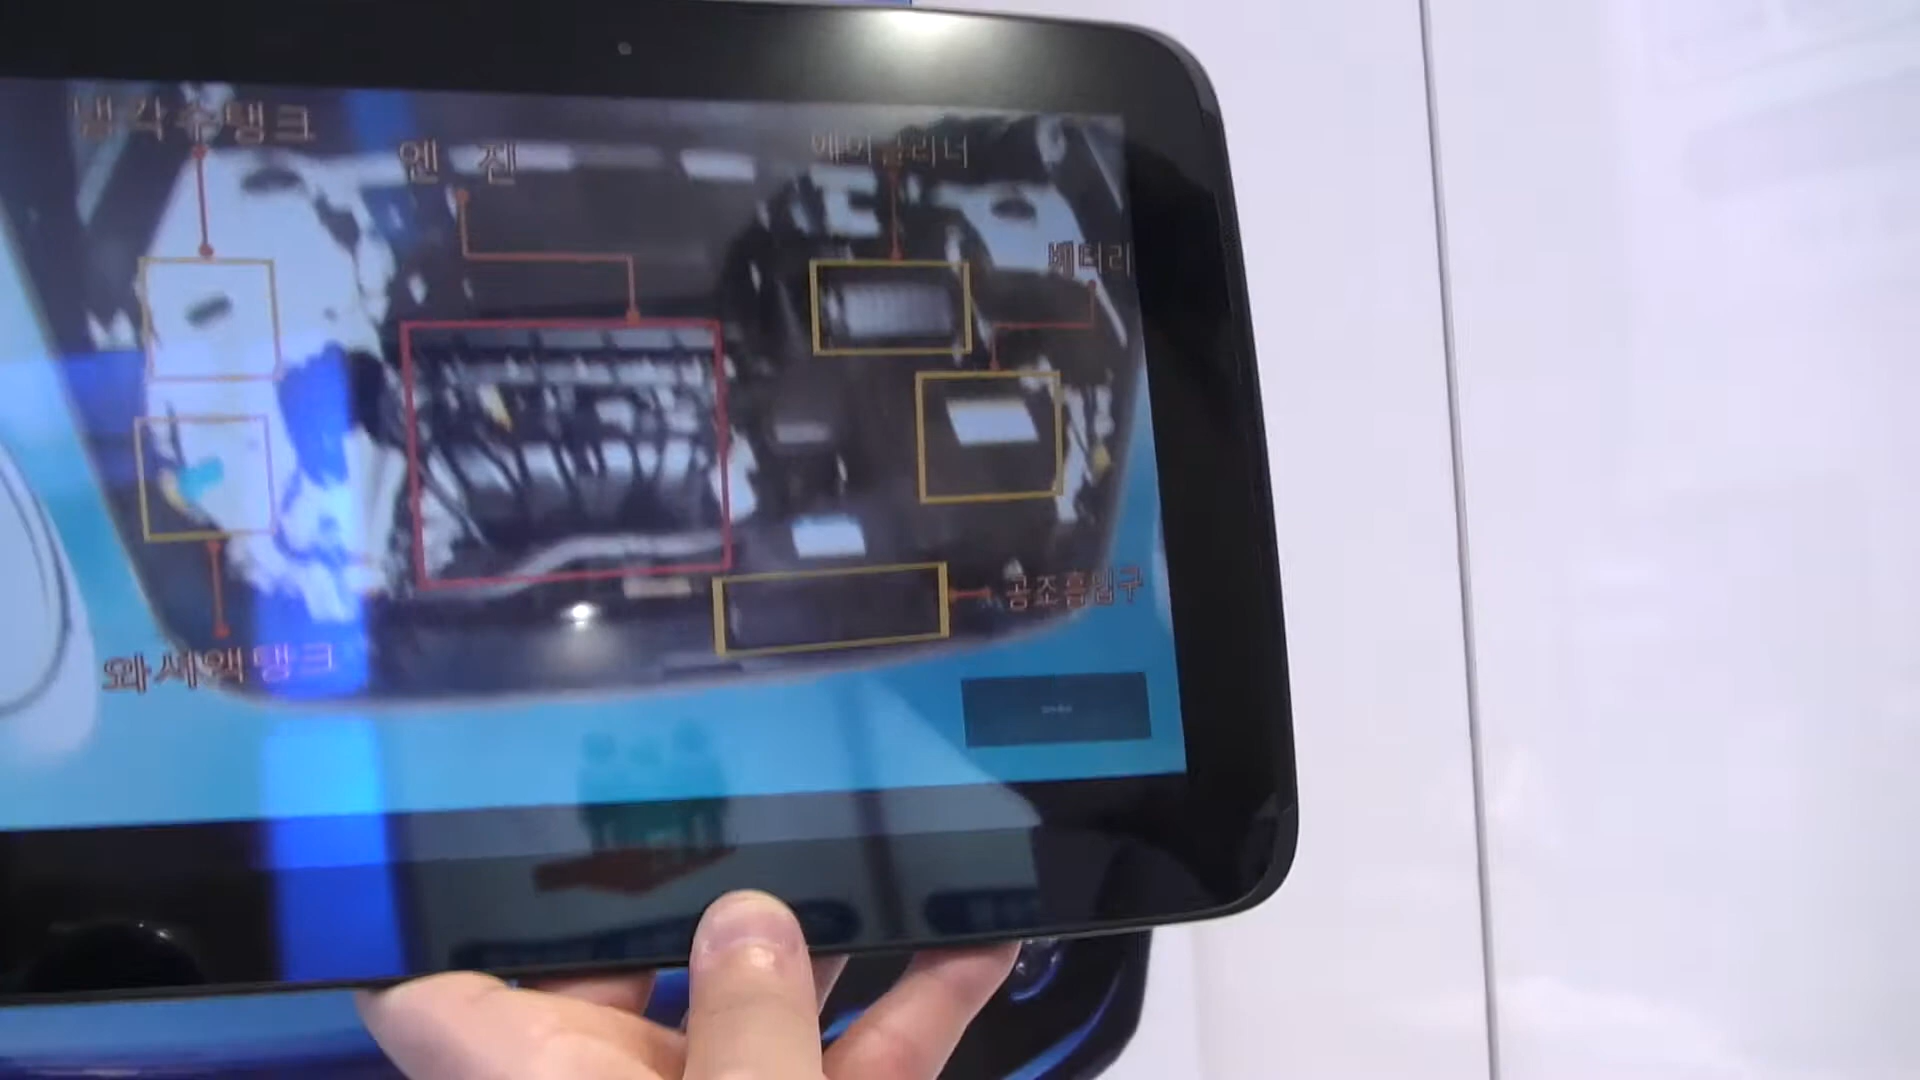 냉각수탱크
엔 진
에어클리너
배터리
공조흡입구
와셔액탱크